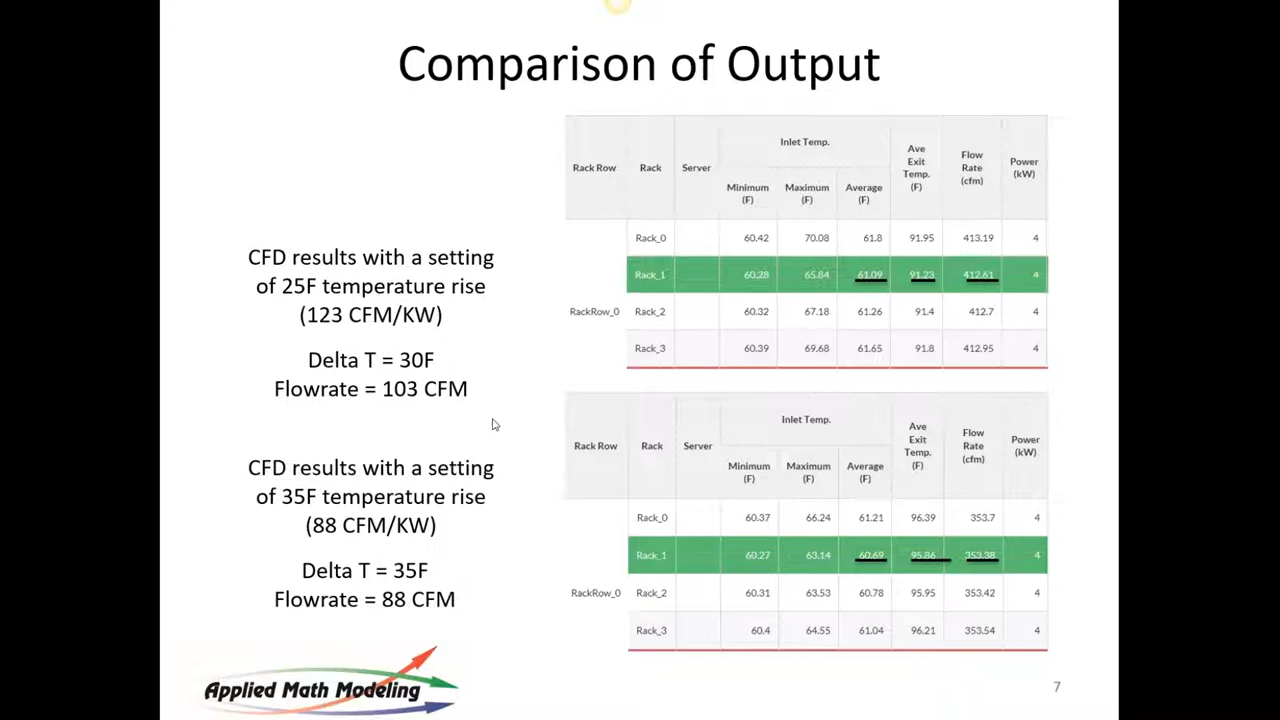 Comparison of Output
CFD results with a setting
of 25F temperature rise
(123 CFM/KW)
Delta T = 30F
Flowrate = 103 CFM
CFD results with a setting
of 35F temperature rise
(88 CFM/KW)
Delta T = 35F
Flowrate = 88 CFM
Rack Row Rack Server Inlet Temp. Ave Exit Temp. (F) Flow Rate (cfm) Power (kW)
Minimum (F) Maximum (F) Average (F)
Rack_0 60.42 70.08 61.8 91.95 413.19 4
Rack_1 60.28 65.84 61.09 91.23 412.61 4
RackRow_0 Rack_2 60.32 67.18 61.26 91.4 412.7 4
Rack_3 60.39 69.68 61.65 91.8 412.95 4
Rack Row Rack Server Inlet Temp. Ave Exit Temp. (F) Flow Rate (cfm) Power (kW)
Minimum (F) Maximum (F) Average (F)
Rack_0 60.37 66.24 61.21 96.39 353.7 4
Rack_1 60.27 63.14 60.69 95.86 353.38 4
RackRow_0 Rack_2 60.31 63.53 60.78 95.95 353.42 4
Rack_3 60.4 64.55 61.04 96.21 353.54 4
Applied Math Modeling
7